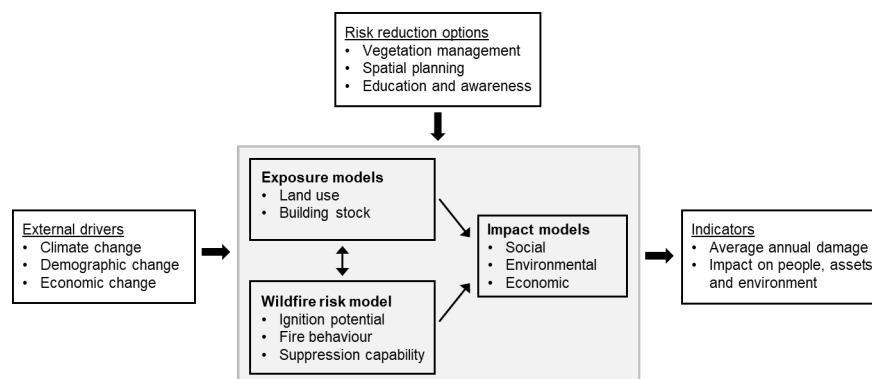 Risk reduction options
• Vegetation management
• Spatial planning
• Education and awareness
Exposure models
• Land use
• Building stock
External drivers
• Climate change
• Demographic change
• Economic change
Impact models
• Social
• Environmental
• Economic
Indicators
• Average annual damage
• Impact on people, assets
and environment
Wildfire risk model
• Ignition potential
• Fire behaviour
• Suppression capability